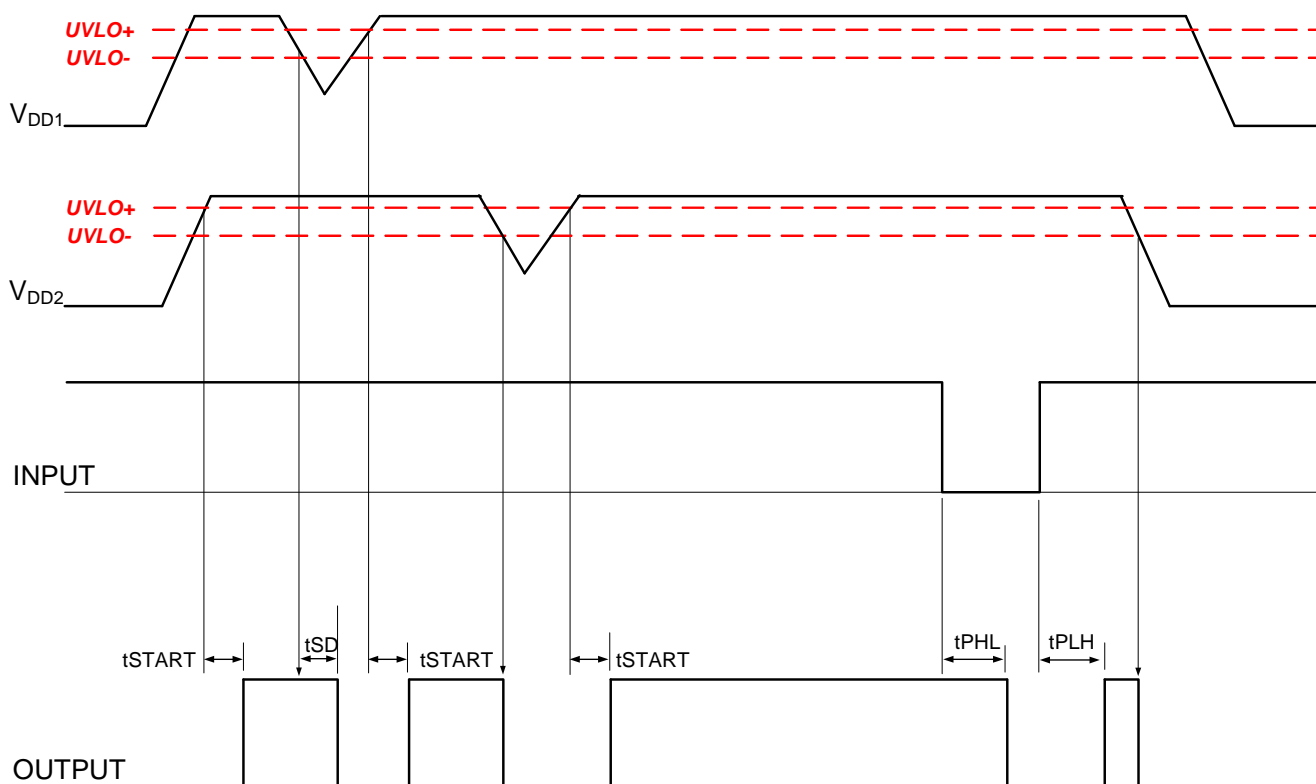 UVLO+
UVLO-
VDD1
UVLO+
UVLO-
VDD2
INPUT
tSTART
tSD
tSTART
tSTART
tPHL
tPLH
OUTPUT